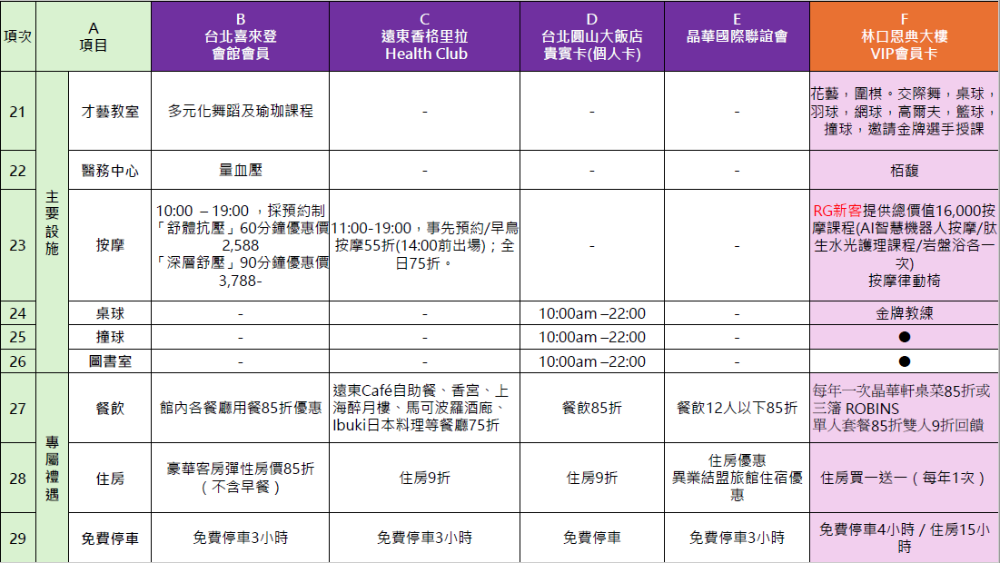 項次
A
項目
B
台北喜來登
會館會員
C
遠東香格里拉
Health Club
D
台北圓山大飯店
貴賓卡(個人卡)
E
晶華國際聯誼會
F
林口恩典大樓
VIP會員卡
主要設施
21
才藝教室
多元化舞蹈及瑜珈課程
-
-
-
花藝，圍棋。交際舞，桌球，
羽球，網球，高爾夫，籃球，
撞球，邀請金牌選手授課
22
醫務中心
量血壓
-
-
-
栢馥
23
按摩
10:00 – 19:00 ，採預約制
「舒體抗壓」60分鐘優惠價
2,588
「深層舒壓」90分鐘優惠價
3,788-
11:00-19:00，事先預約/早鳥
按摩55折(14:00前出場)；全
日75折。
-
-
RG新客提供總價值16,000按
摩課程(AI智慧機器人按摩/肽
生水光護理課程/岩盤浴各一
次)
按摩律動椅
24
桌球
-
-
10:00am –22:00
-
金牌教練
25
撞球
-
-
10:00am –22:00
-
●
26
圖書室
-
-
10:00am –22:00
-
●
專屬禮遇
27
餐飲
館內各餐廳用餐85折優惠
遠東Café自助餐、香宮、上
海醉月樓、馬可波羅酒廊、
Ibuki日本料理等餐廳75折
餐飲85折
餐飲12人以下85折
每年一次晶華軒桌菜85折或
三藩 ROBINS
單人套餐85折雙人9折回饋
28
住房
豪華客房彈性房價85折
（不含早餐）
住房9折
住房9折
住房優惠
異業結盟旅館住宿優
惠
住房買一送一（每年1次）
29
免費停車
免費停車3小時
免費停車3小時
免費停車
免費停車3小時
免費停車4小時 / 住房15小
時